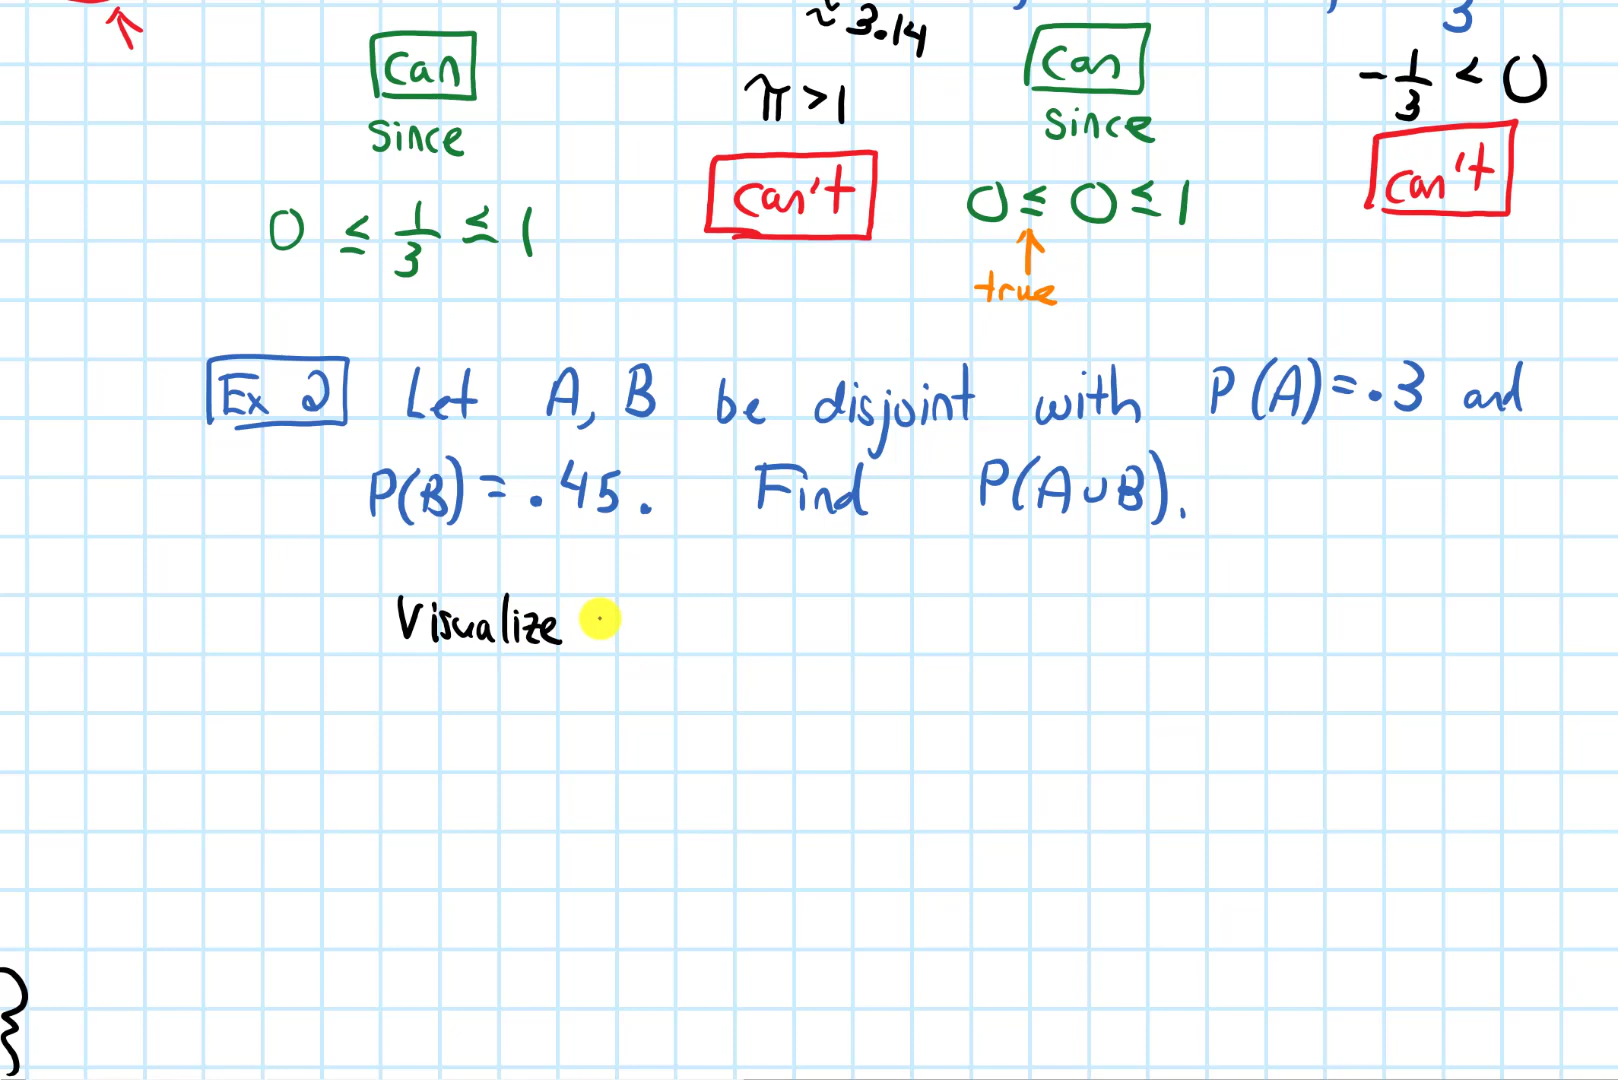 ≈ 3.14
3
can
π > 1
can
- 1/3 < 0
since
can't
since
can't
0 ≤ 1/3 ≤ 1
0 ≤ 0 ≤ 1
true
Ex 2 Let A, B be disjoint with P(A) = .3 and
P(B) = .45. Find P(A∪B).
Visualize
}